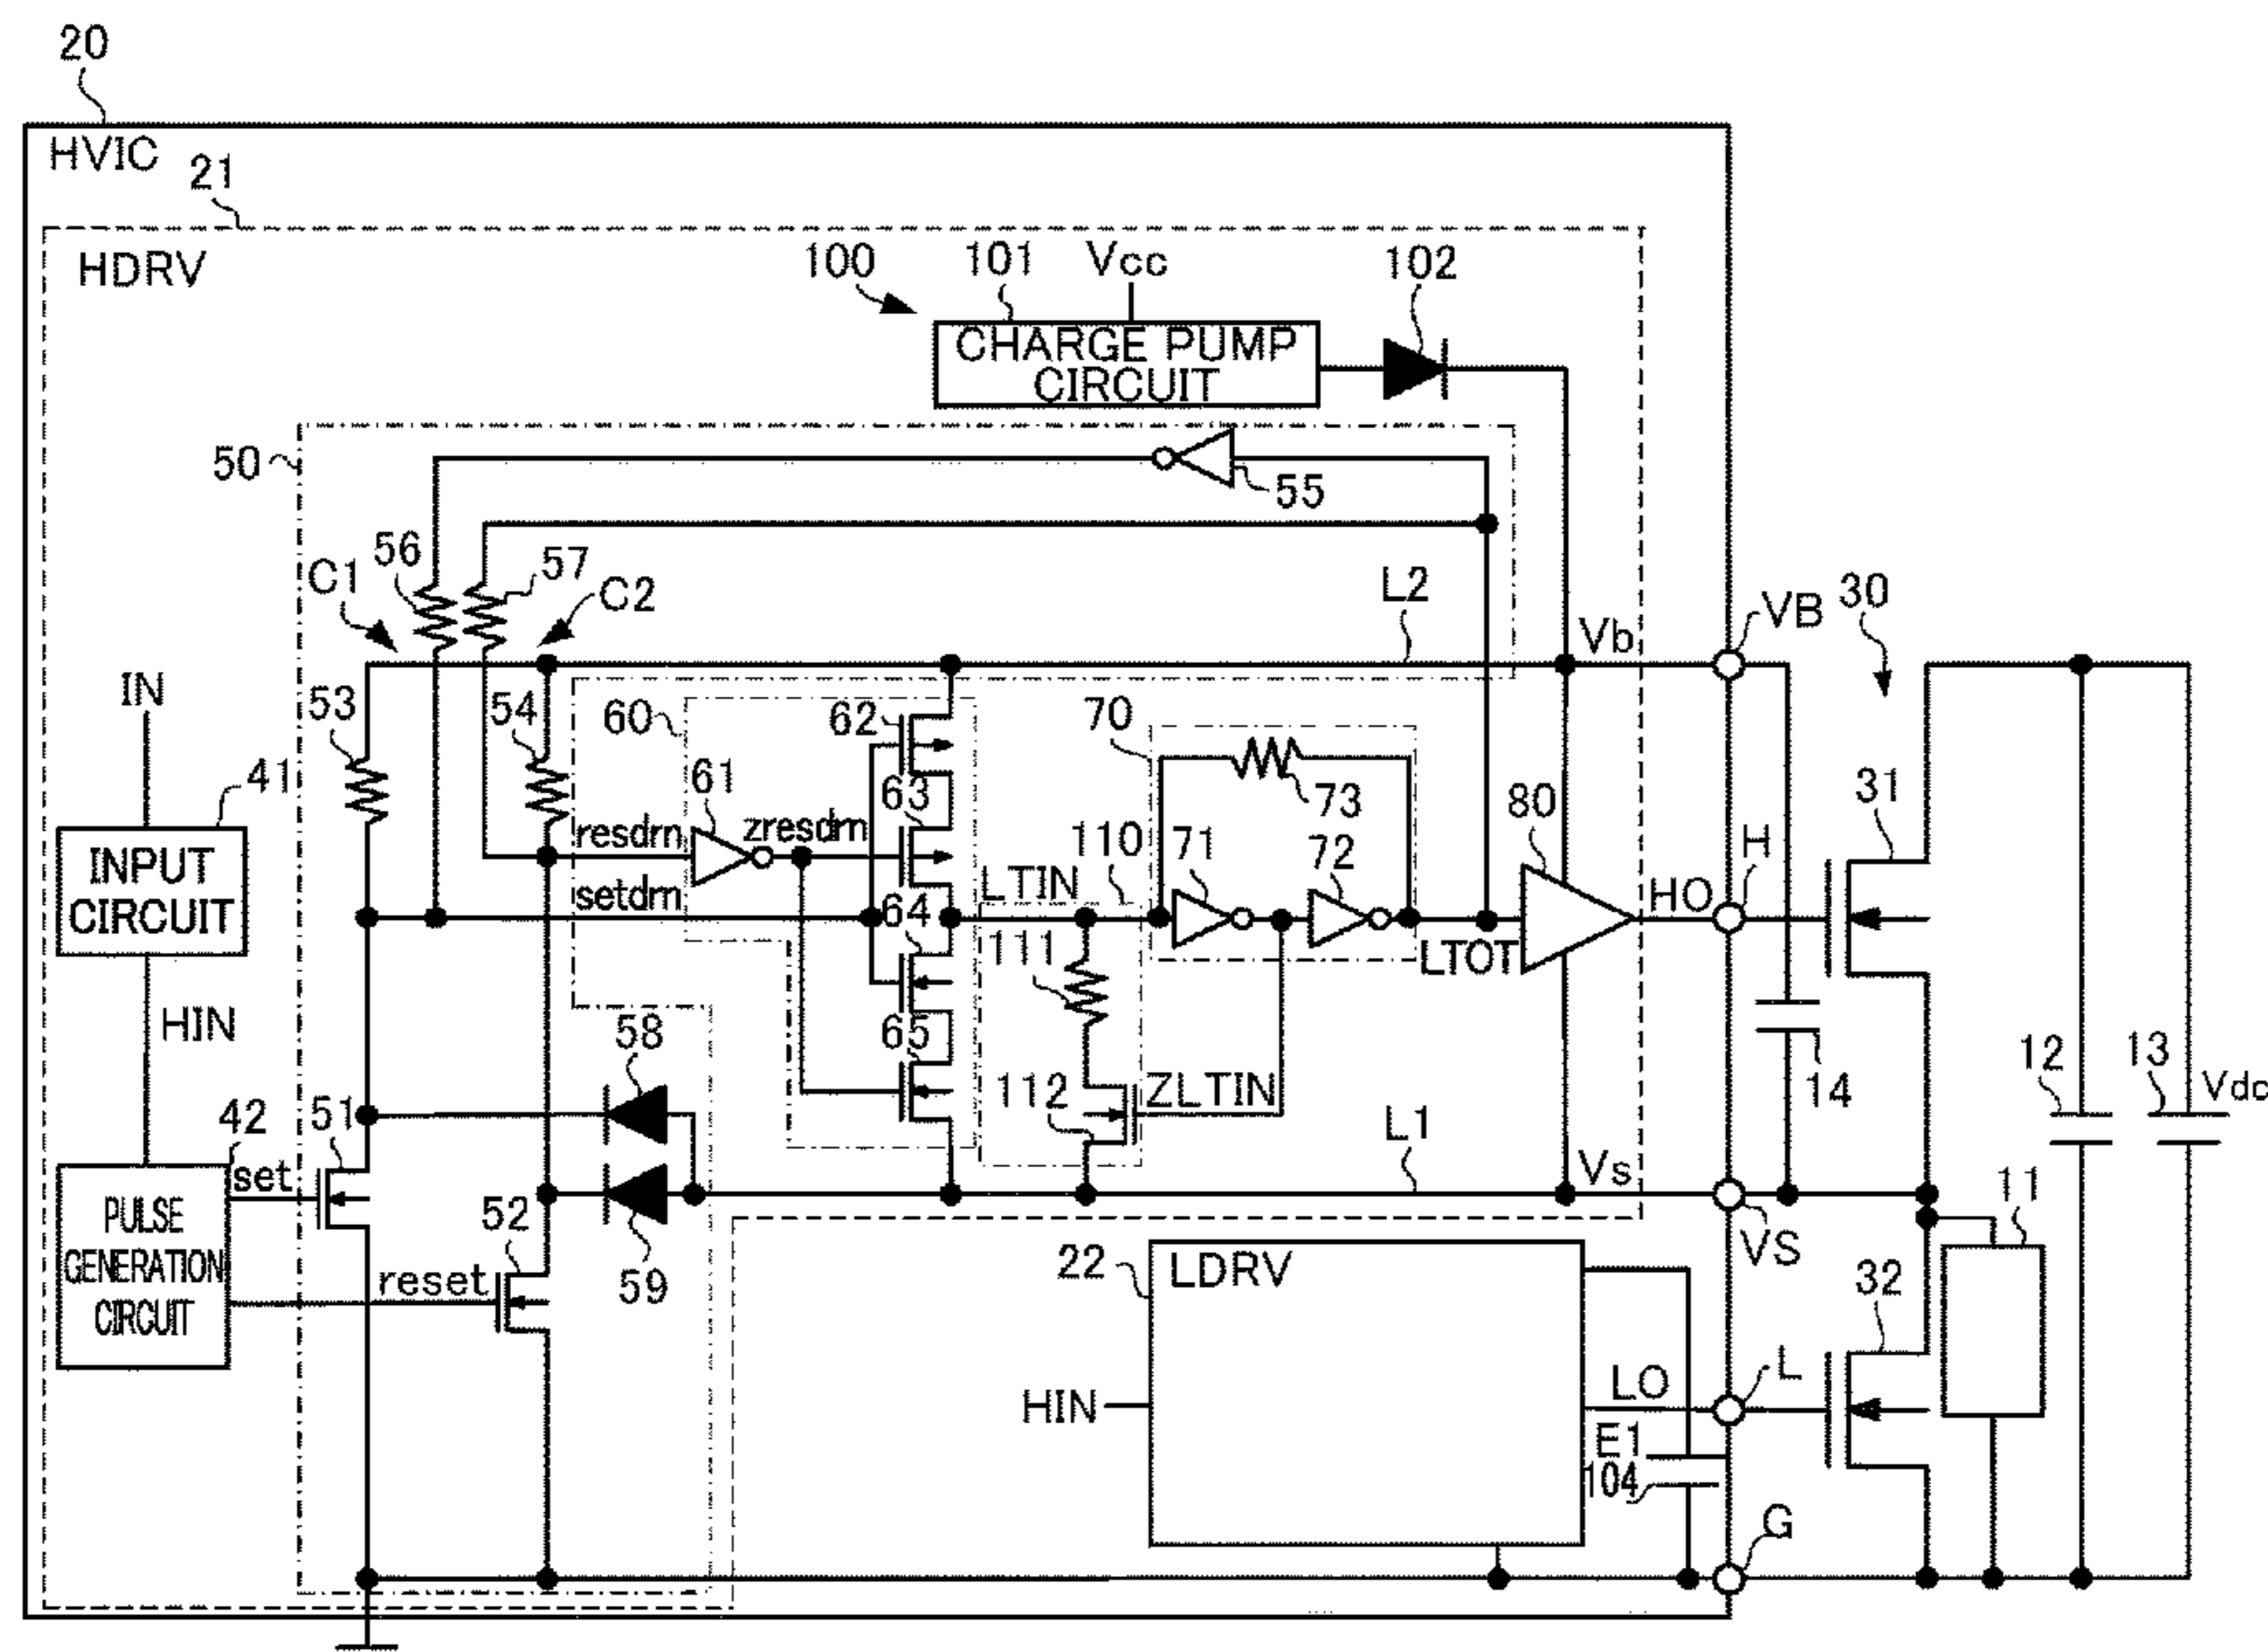 20
HVIC
21
HDRV
100
101
Vcc
102
CHARGE PUMP
CIRCUIT
50
55
56
57
C1
C2
L2
Vb
VB
30
IN
53
54
60
62
70
41
61
63
73
80
31
INPUT
CIRCUIT
resdrn
zresdrn
setdrn
64
LTIN
110
71
72
HO
H
111
LTOT
HIN
58
65
112
ZLTIN
14
12
13
Vdc
42
51
set
L1
Vs
VS
11
PULSE
GENERATION
CIRCUIT
52
reset
59
22
LDRV
32
HIN
LO
L
E1
104
G